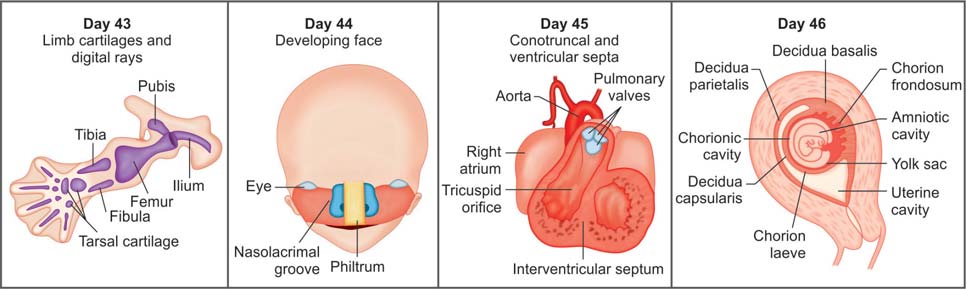 Day 43
Limb cartilages and
digital rays
Pubis
Tibia
Ilium
Femur
Fibula
Tarsal cartilage
Day 44
Developing face
Eye
Nasolacrimal
groove
Philtrum
Day 45
Conotruncal and
ventricular septa
Pulmonary
valves
Aorta
Right
atrium
Tricuspid
orifice
Interventricular septum
Day 46
Decidua basalis
Decidua
parietalis
Chorion
frondosum
Amniotic
cavity
Chorionic
cavity
Yolk sac
Decidua
capsularis
Uterine
cavity
Chorion
laeve